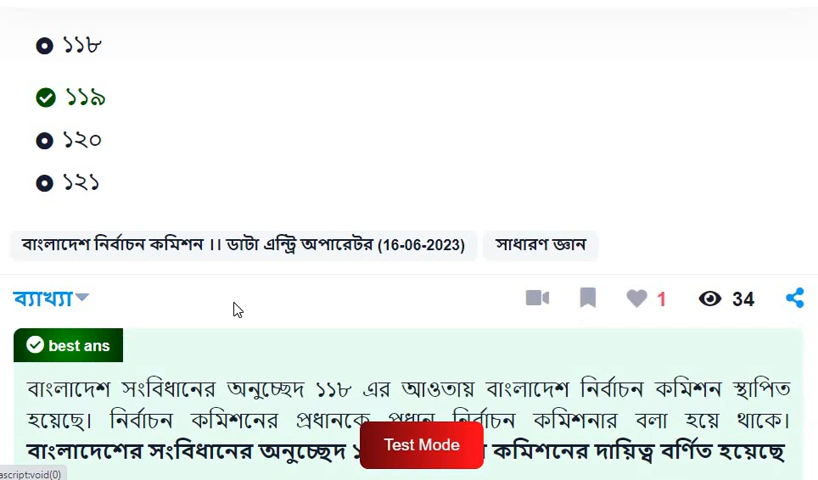 ১১৮
১১৯
১২০
১২১
বাংলাদেশ নির্বাচন কমিশন ।। ডাটা এন্ট্রি অপারেটর (16-06-2023) সাধারণ জ্ঞান
ব্যাখ্যা 1 34
best ans
বাংলাদেশ সংবিধানের অনুচ্ছেদ ১১৮ এর আওতায় বাংলাদেশ নির্বাচন কমিশন স্থাপিত
হয়েছে। নির্বাচন কমিশনের প্রধানকে প্রধান নির্বাচন কমিশনার বলা হয়ে থাকে।
বাংলাদেশের সংবিধানের অনুচ্ছেদ কমিশনের দায়িত্ব বর্ণিত হয়েছে
Test Mode
ascript:void(0)